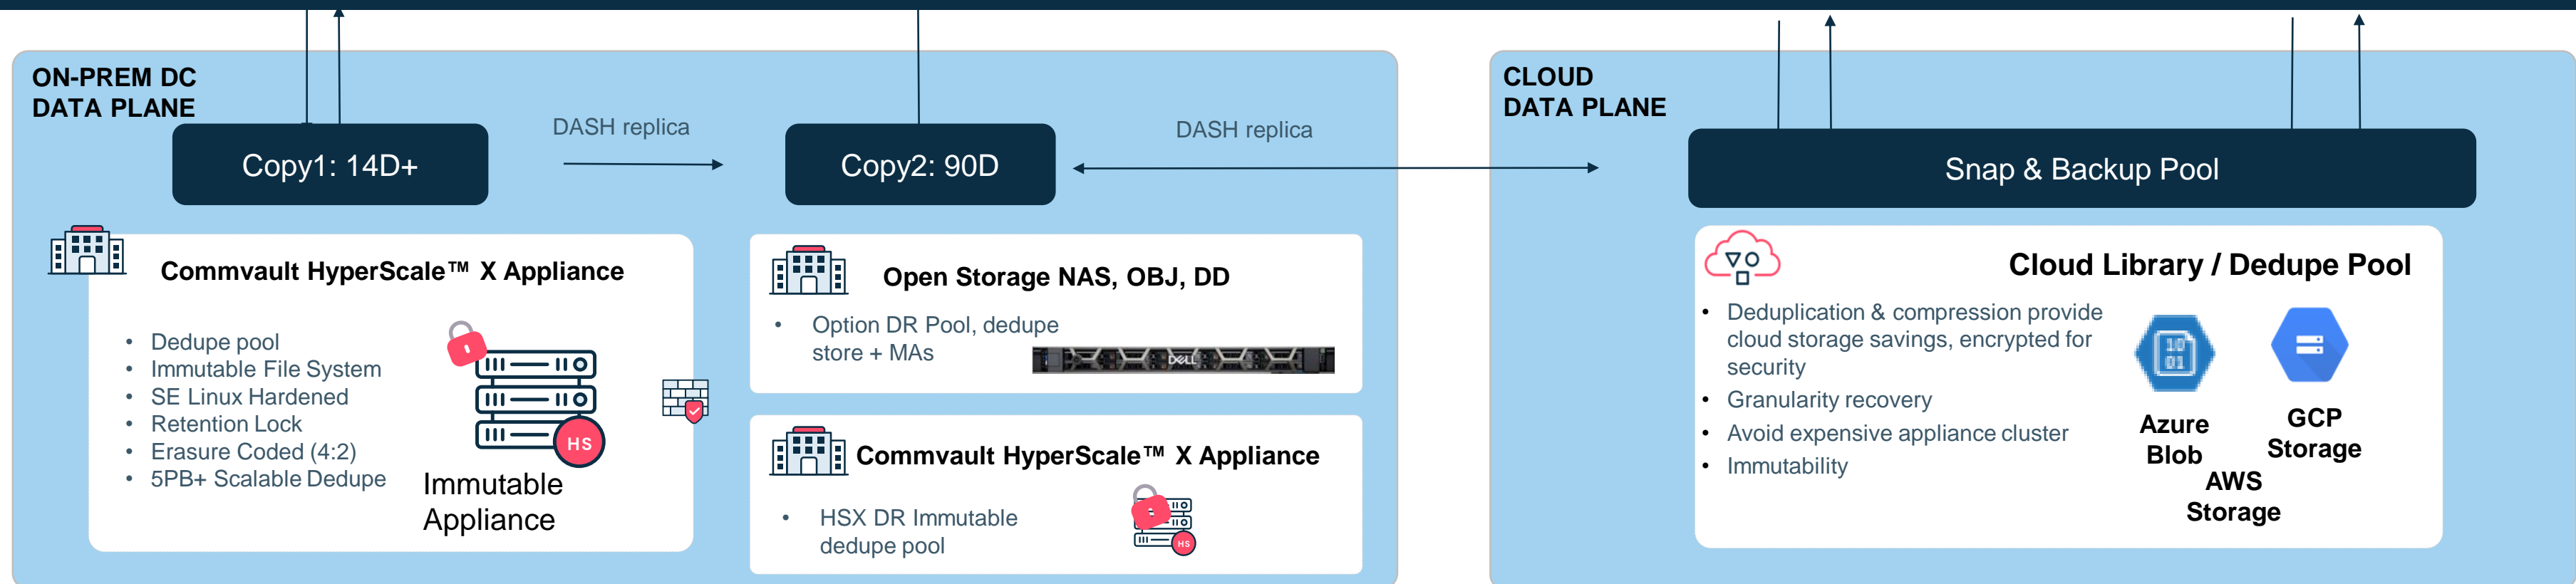 ON-PREM DC
DATA PLANE
Copy1: 14D+
DASH replica
Copy2: 90D
DASH replica
Commvault HyperScale™ X Appliance
• Dedupe pool
• Immutable File System
• SE Linux Hardened
• Retention Lock
• Erasure Coded (4:2)
• 5PB+ Scalable Dedupe
HS
Immutable
Appliance
Open Storage NAS, OBJ, DD
• Option DR Pool, dedupe
store + MAs
DELL
Commvault HyperScale™ X Appliance
• HSX DR Immutable
dedupe pool
HS
CLOUD
DATA PLANE
Snap & Backup Pool
Cloud Library / Dedupe Pool
• Deduplication & compression provide
cloud storage savings, encrypted for
security
• Granularity recovery
• Avoid expensive appliance cluster
• Immutability
10
01
Azure
Blob
GCP
Storage
AWS
Storage